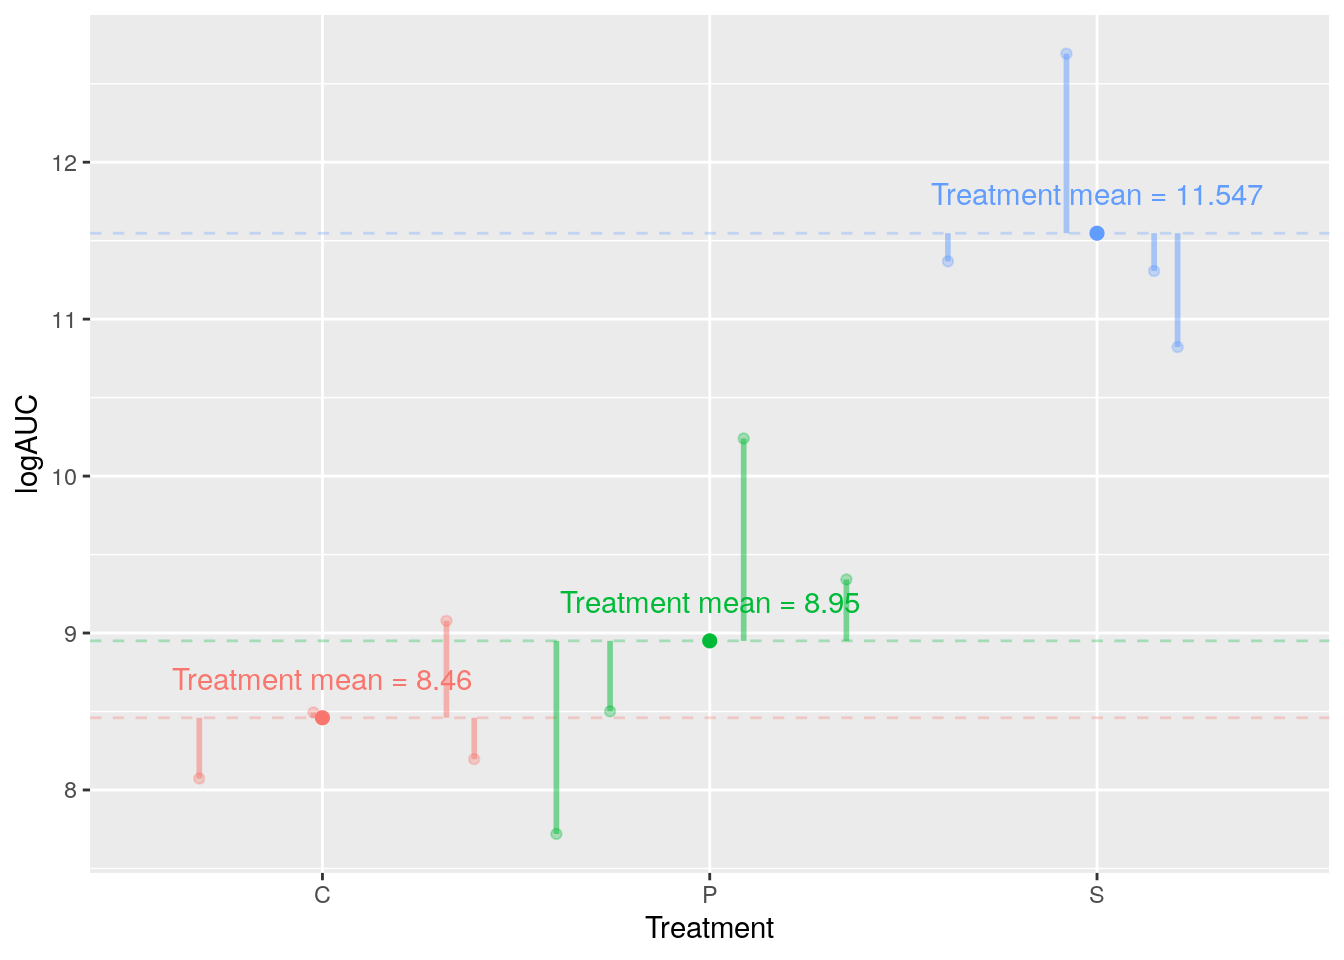 12
Treatment mean = 11.547
11
logAUC
10
Treatment mean = 8.95
9
Treatment mean = 8.46
8
C
P
S
Treatment